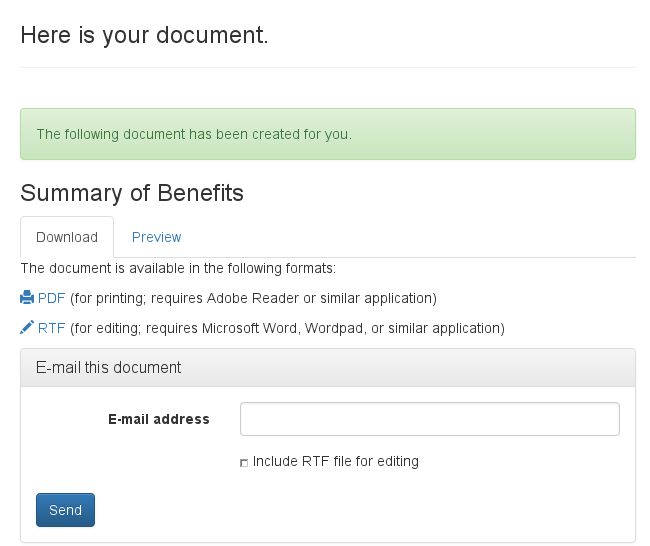 Here is your document.
The following document has been created for you.
Summary of Benefits
Download Preview
The document is available in the following formats:
PDF (for printing; requires Adobe Reader or similar application)
RTF (for editing; requires Microsoft Word, Wordpad, or similar application)
E-mail this document
E-mail address
Include RTF file for editing
Send